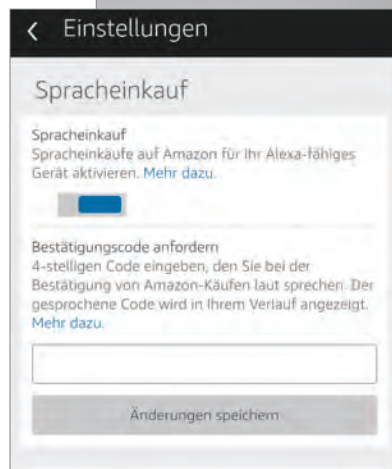 Einstellungen
Spracheinkauf
Spracheinkauf
Spracheinkäufe auf Amazon für Ihr Alexa-fähiges
Gerät aktivieren. Mehr dazu.
Bestätigungscode anfordern
4-stelligen Code eingeben, den Sie bei der
Bestätigung von Amazon-Käufen laut sprechen. Der
gesprochene Code wird in Ihrem Verlauf angezeigt.
Mehr dazu.
Änderungen speichern